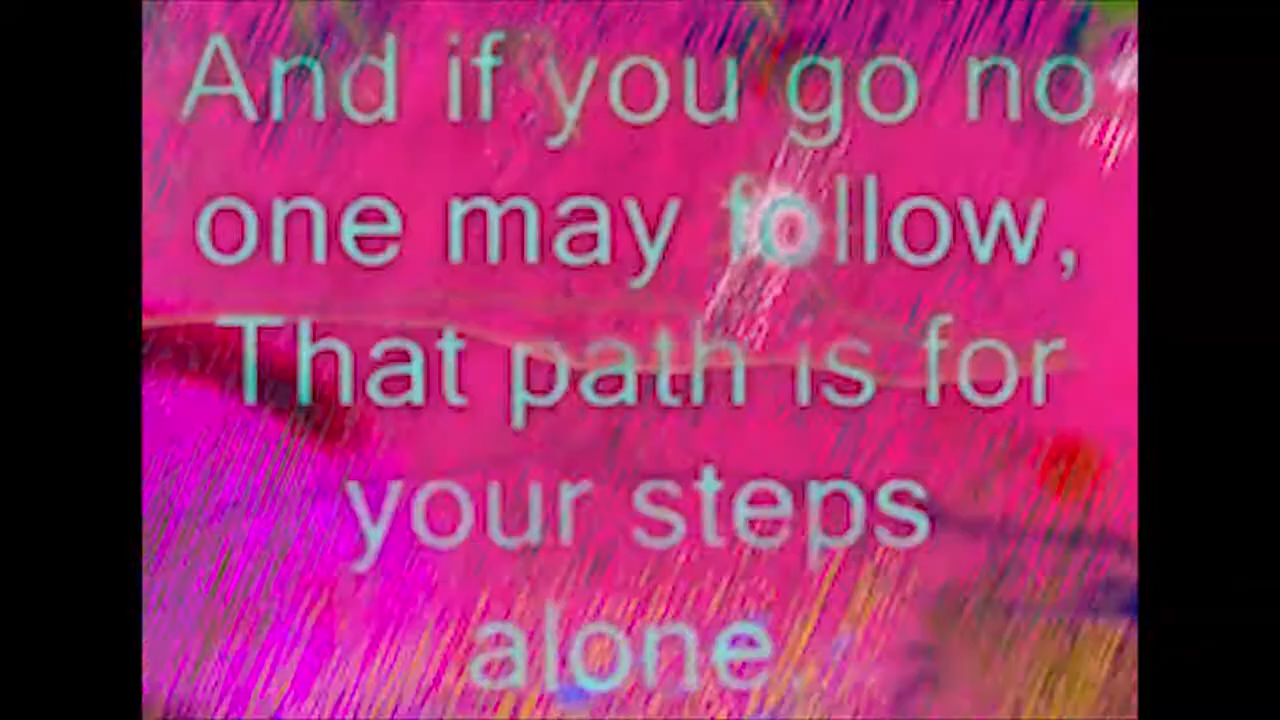 And if you go no
one may follow,
That path is for
your steps
alone.